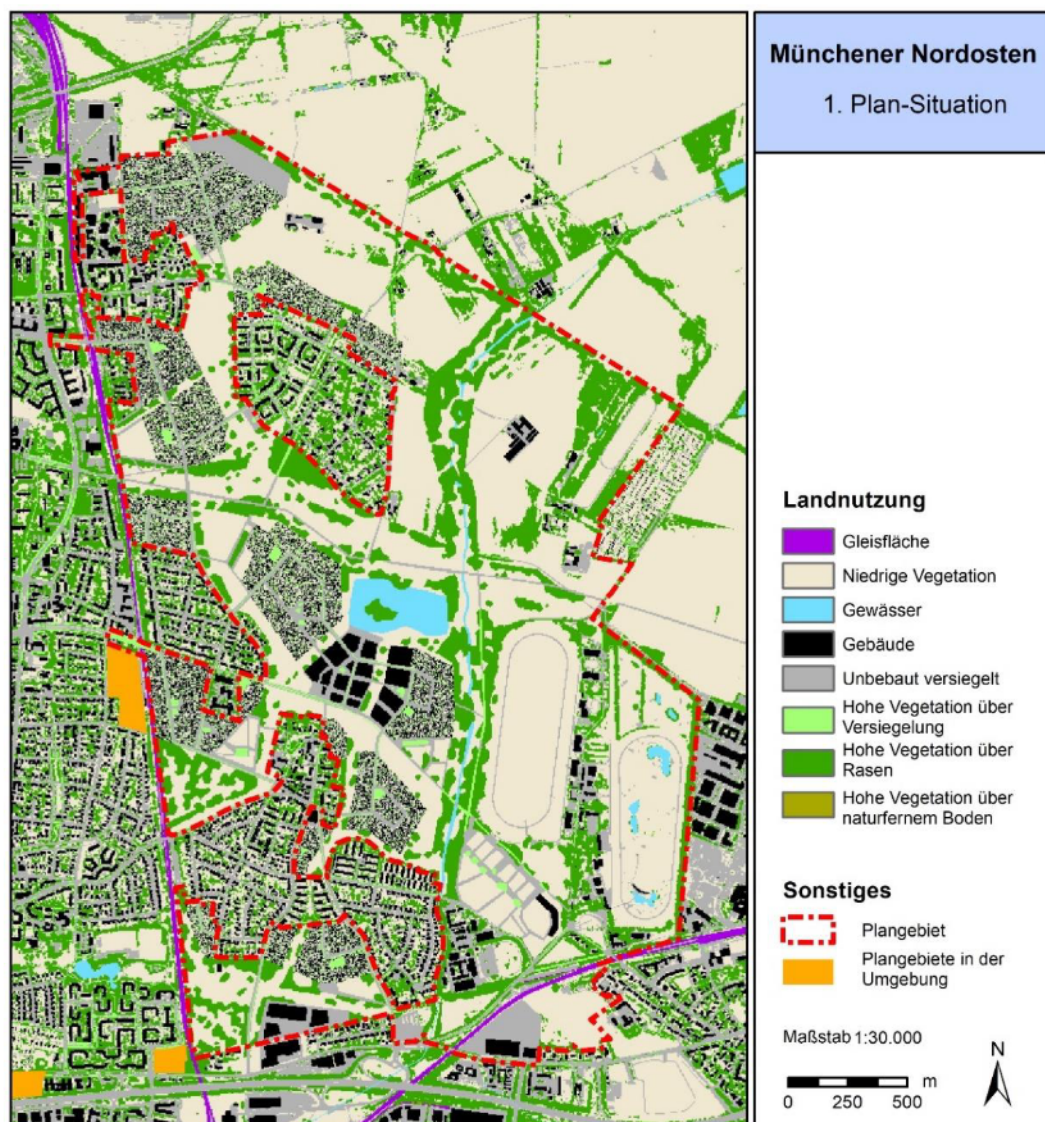 Münchener Nordosten
1. Plan-Situation
Landnutzung
Gleisfläche
Niedrige Vegetation
Gewässer
Gebäude
Unbebaut versiegelt
Hohe Vegetation über
Versiegelung
Hohe Vegetation über
Rasen
Hohe Vegetation über
naturfernem Boden
Sonstiges
Plangebiet
Plangebiete in der
Umgebung
Maßstab 1:30.000
N
m
0 250 500